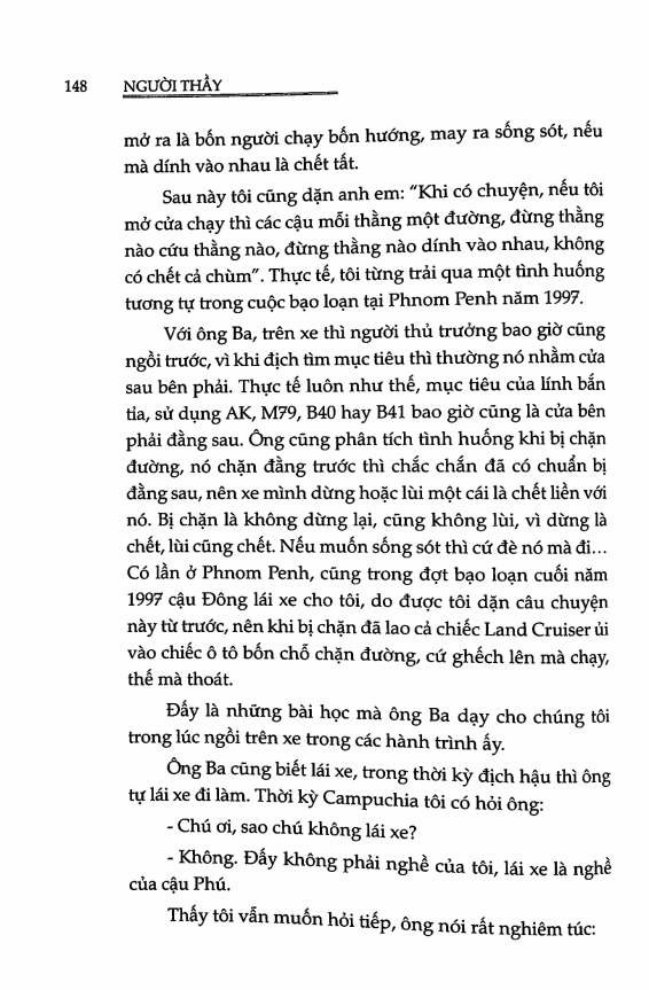 148 NGƯỜI THẦY
mở ra là bốn người chạy bốn hướng, may ra sống sót, nếu
mà dính vào nhau là chết tất.
Sau này tôi cũng dặn anh em: “Khi có chuyện, nếu tôi
mở cửa chạy thì các cậu mỗi thằng một đường, đừng thằng
nào cứu thằng nào, đừng thằng nào dính vào nhau, không
có chết cả chùm”. Thực tế, tôi từng trải qua một tình huống
tương tự trong cuộc bạo loạn tại Phnom Penh năm 1997.
Với ông Ba, trên xe thì người thủ trưởng bao giờ cũng
ngồi trước, vì khi địch tìm mục tiêu thì thường nó nhằm cửa
sau bên phải. Thực tế luôn như thế, mục tiêu của lính bắn
tỉa, sử dụng AK, M79, B40 hay B41 bao giờ cũng là cửa bên
phải đằng sau. Ông cũng phân tích tình huống khi bị chặn
đường, nó chặn đằng trước thì chắc chắn đã có chuẩn bị
đằng sau, nên xe mình dừng hoặc lùi một cái là chết liền với
nó. Bị chặn là không dừng lại, cũng không lùi, vì dừng là
chết, lùi cũng chết. Nếu muốn sống sót thì cứ đè nó mà đi...
Có lần ở Phnom Penh, cũng trong đợt bạo loạn cuối năm
1997 cậu Đông lái xe cho tôi, do được tôi dặn câu chuyện
này từ trước, nên khi bị chặn đã lao cả chiếc Land Cruiser ủi
vào chiếc ô tô bốn chỗ chặn đường, cứ ghếch lên mà chạy,
thế mà thoát.
Đấy là những bài học mà ông Ba dạy cho chúng tôi
trong lúc ngồi trên xe trong các hành trình ấy.
Ông Ba cũng biết lái xe, trong thời kỳ địch hậu thì ông
tự lái xe đi làm. Thời kỳ Campuchia tôi có hỏi ông:
- Chú ơi, sao chú không lái xe?
- Không. Đấy không phải nghề của tôi, lái xe là nghề
của cậu Phú.
Thấy tôi vẫn muốn hỏi tiếp, ông nói rất nghiêm túc: